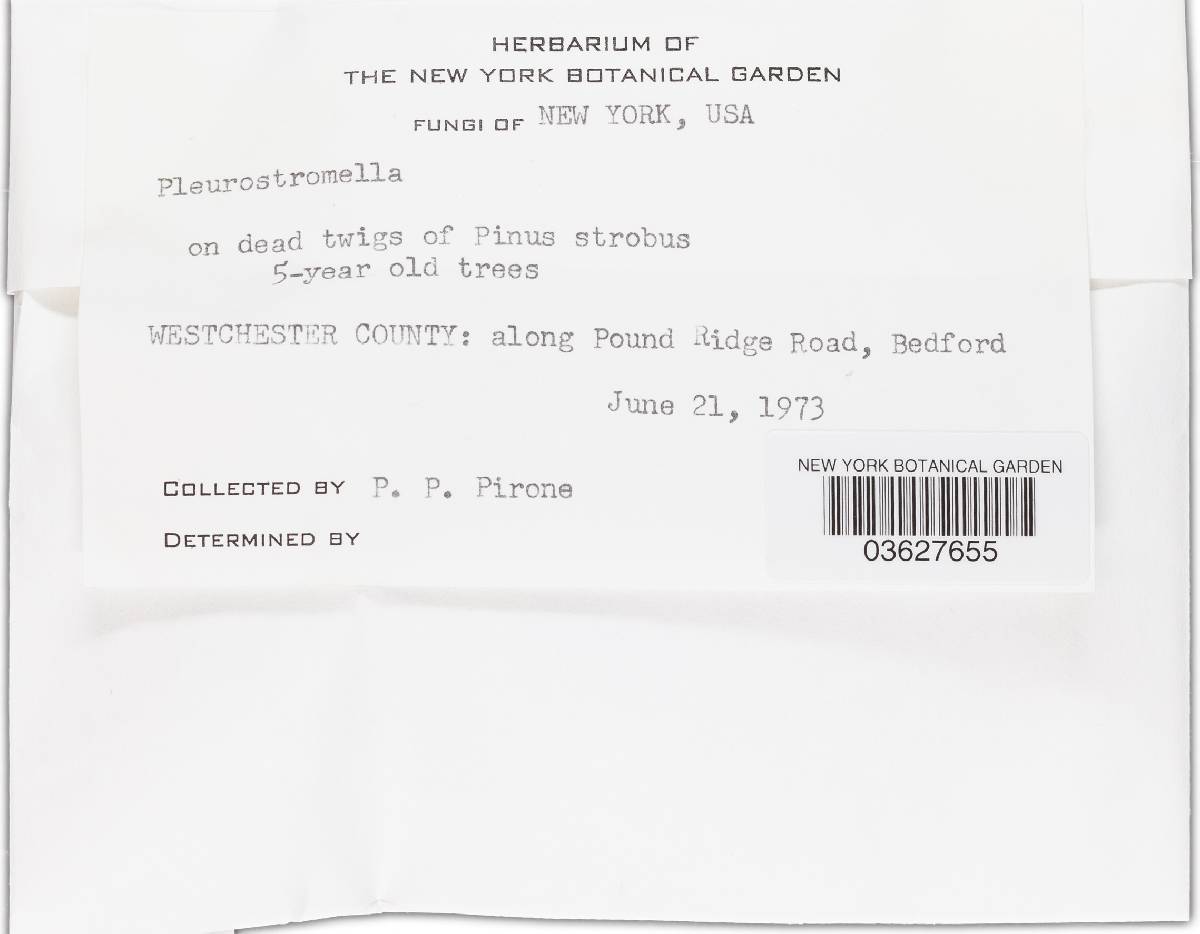 HERBARIUM OF
THE NEW YORK BOTANICAL GARDEN
FUNGI OF NEW YORK, USA
Pleurostromella
on dead twigs of Pinus strobus
5-year old trees
WESTCHESTER COUNTY: along Pound Ridge Road, Bedford
June 21, 1973
COLLECTED BY P. P. Pirone
DETERMINED BY
NEW YORK BOTANICAL GARDEN
03627655